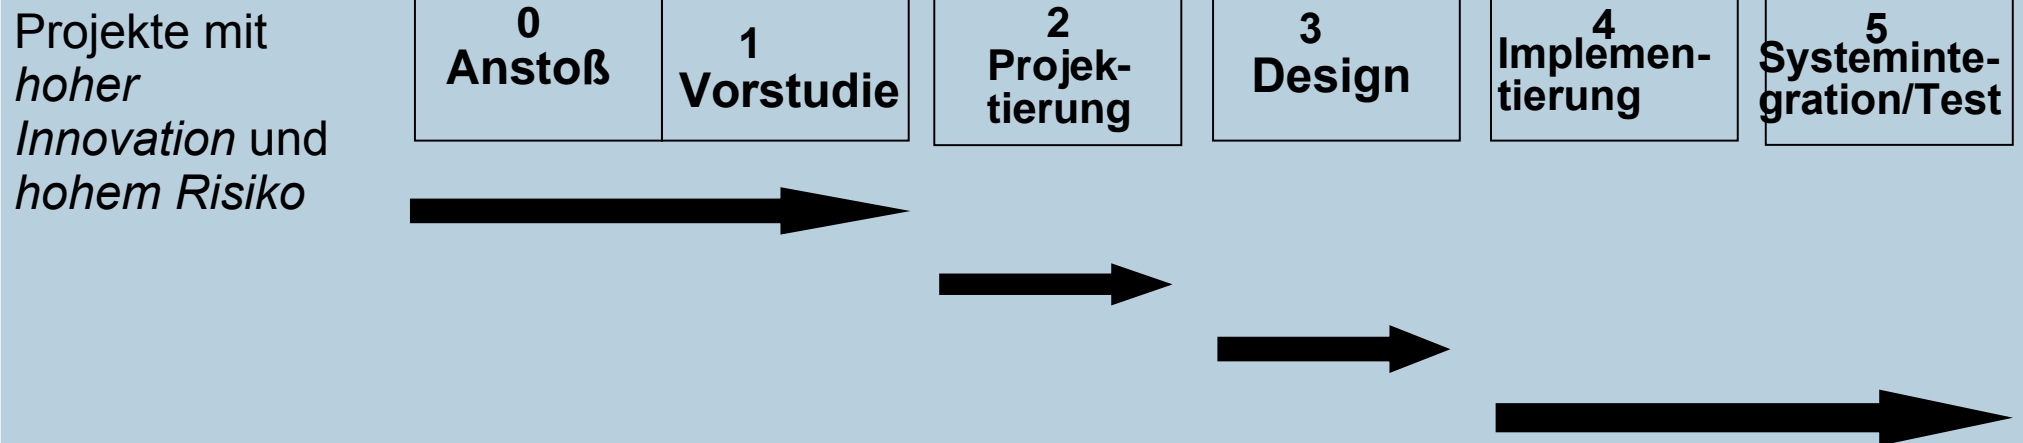 Projekte mit
hoher
Innovation und
hohem Risiko
0
Anstoß
1
Vorstudie
2
Projek-
tierung
3
Design
4
Implemen-
tierung
5
Systeminte-
gration/Test